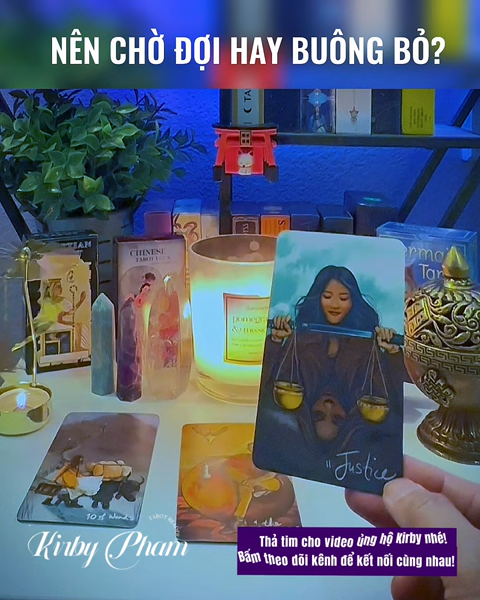 NÊN CHỜ ĐỢI HAY BUÔNG BỎ?
CHINESE
11 Justice
10 of Wands
Kirby Pham
Thả tim cho video ủng hộ Kirby nhé!
Bấm theo dõi kênh để kết nối cùng nhau!